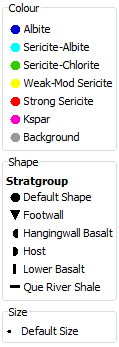 Colour
Albite
Sericite-Albite
Sericite-Chlorite
Weak-Mod Sericite
Strong Sericite
Kspar
Background
Shape
Stratgroup
Default Shape
Footwall
Hangingwall Basalt
Host
Lower Basalt
Que River Shale
Size
Default Size